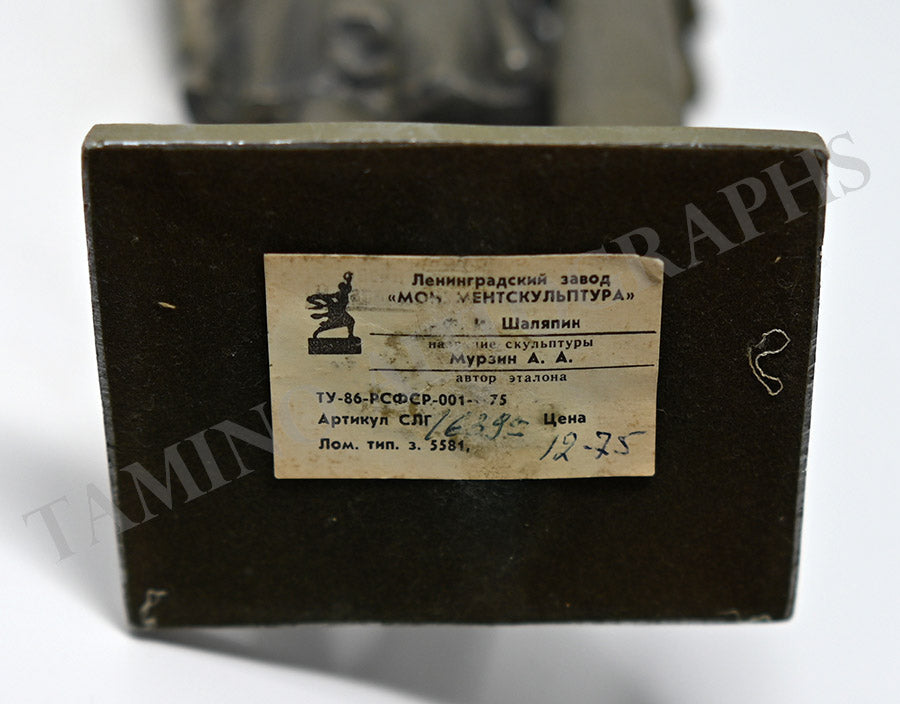 Ленинградский завод
«МОНУМЕНТСКУЛЬПТУРА»
Шаляпин
название скульптуры
Мурзин А. А.
автор эталона
ТУ-86-РСФСР-001- -75
Артикул СЛГ Цена
Лом. тип. з. 5581, 12-75